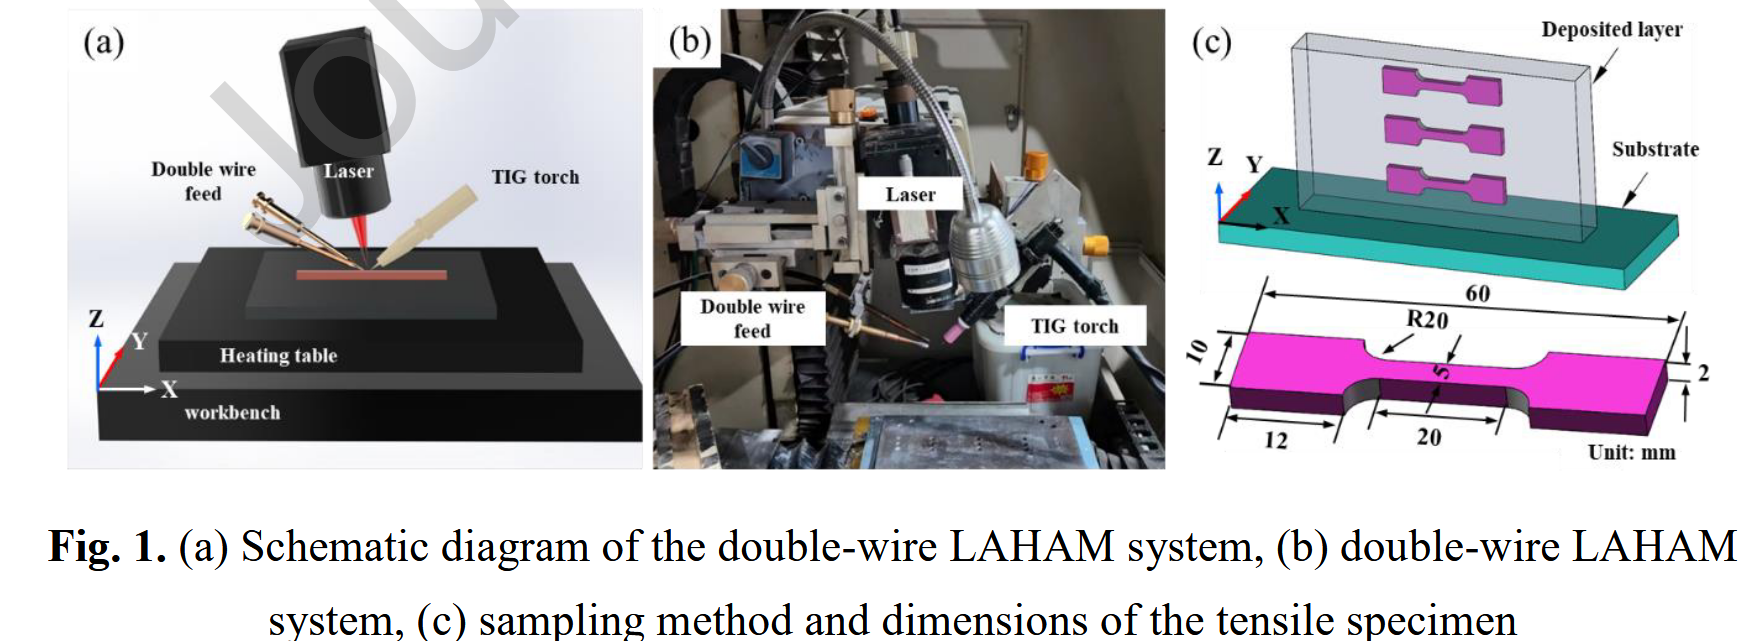 (a)
Jou
Double wire
feed
Laser
TIG torch
Z
Y
X
Heating table
workbench
(b)
Laser
Double wire
feed
TIG torch
(c)
Deposited layer
Substrate
Z
Y
X
60
R20
10
5
2
12
20
Unit: mm
Fig. 1. (a) Schematic diagram of the double-wire LAHAM system, (b) double-wire LAHAM
system, (c) sampling method and dimensions of the tensile specimen